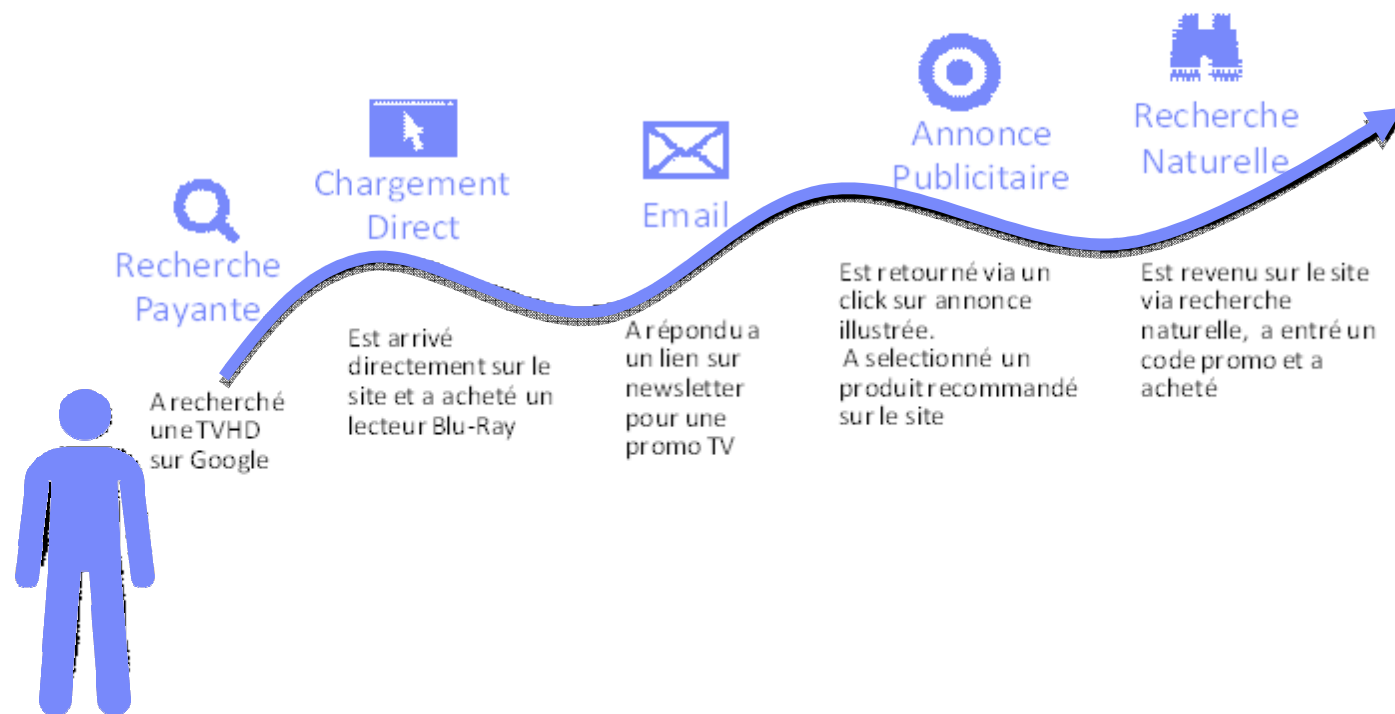 Recherche
Payante
A recherché
une TVHD
sur Google
Chargement
Direct
Est arrivé
directement sur le
site et a acheté un
lecteur Blu-Ray
Email
A répondu a
un lien sur
newsletter
pour une
promo TV
Annonce
Publicitaire
Est retourné via un
click sur annonce
illustrée.
A selectionné un
produit recommandé
sur le site
Recherche
Naturelle
Est revenu sur le site
via recherche
naturelle, a entré un
code promo et a
acheté